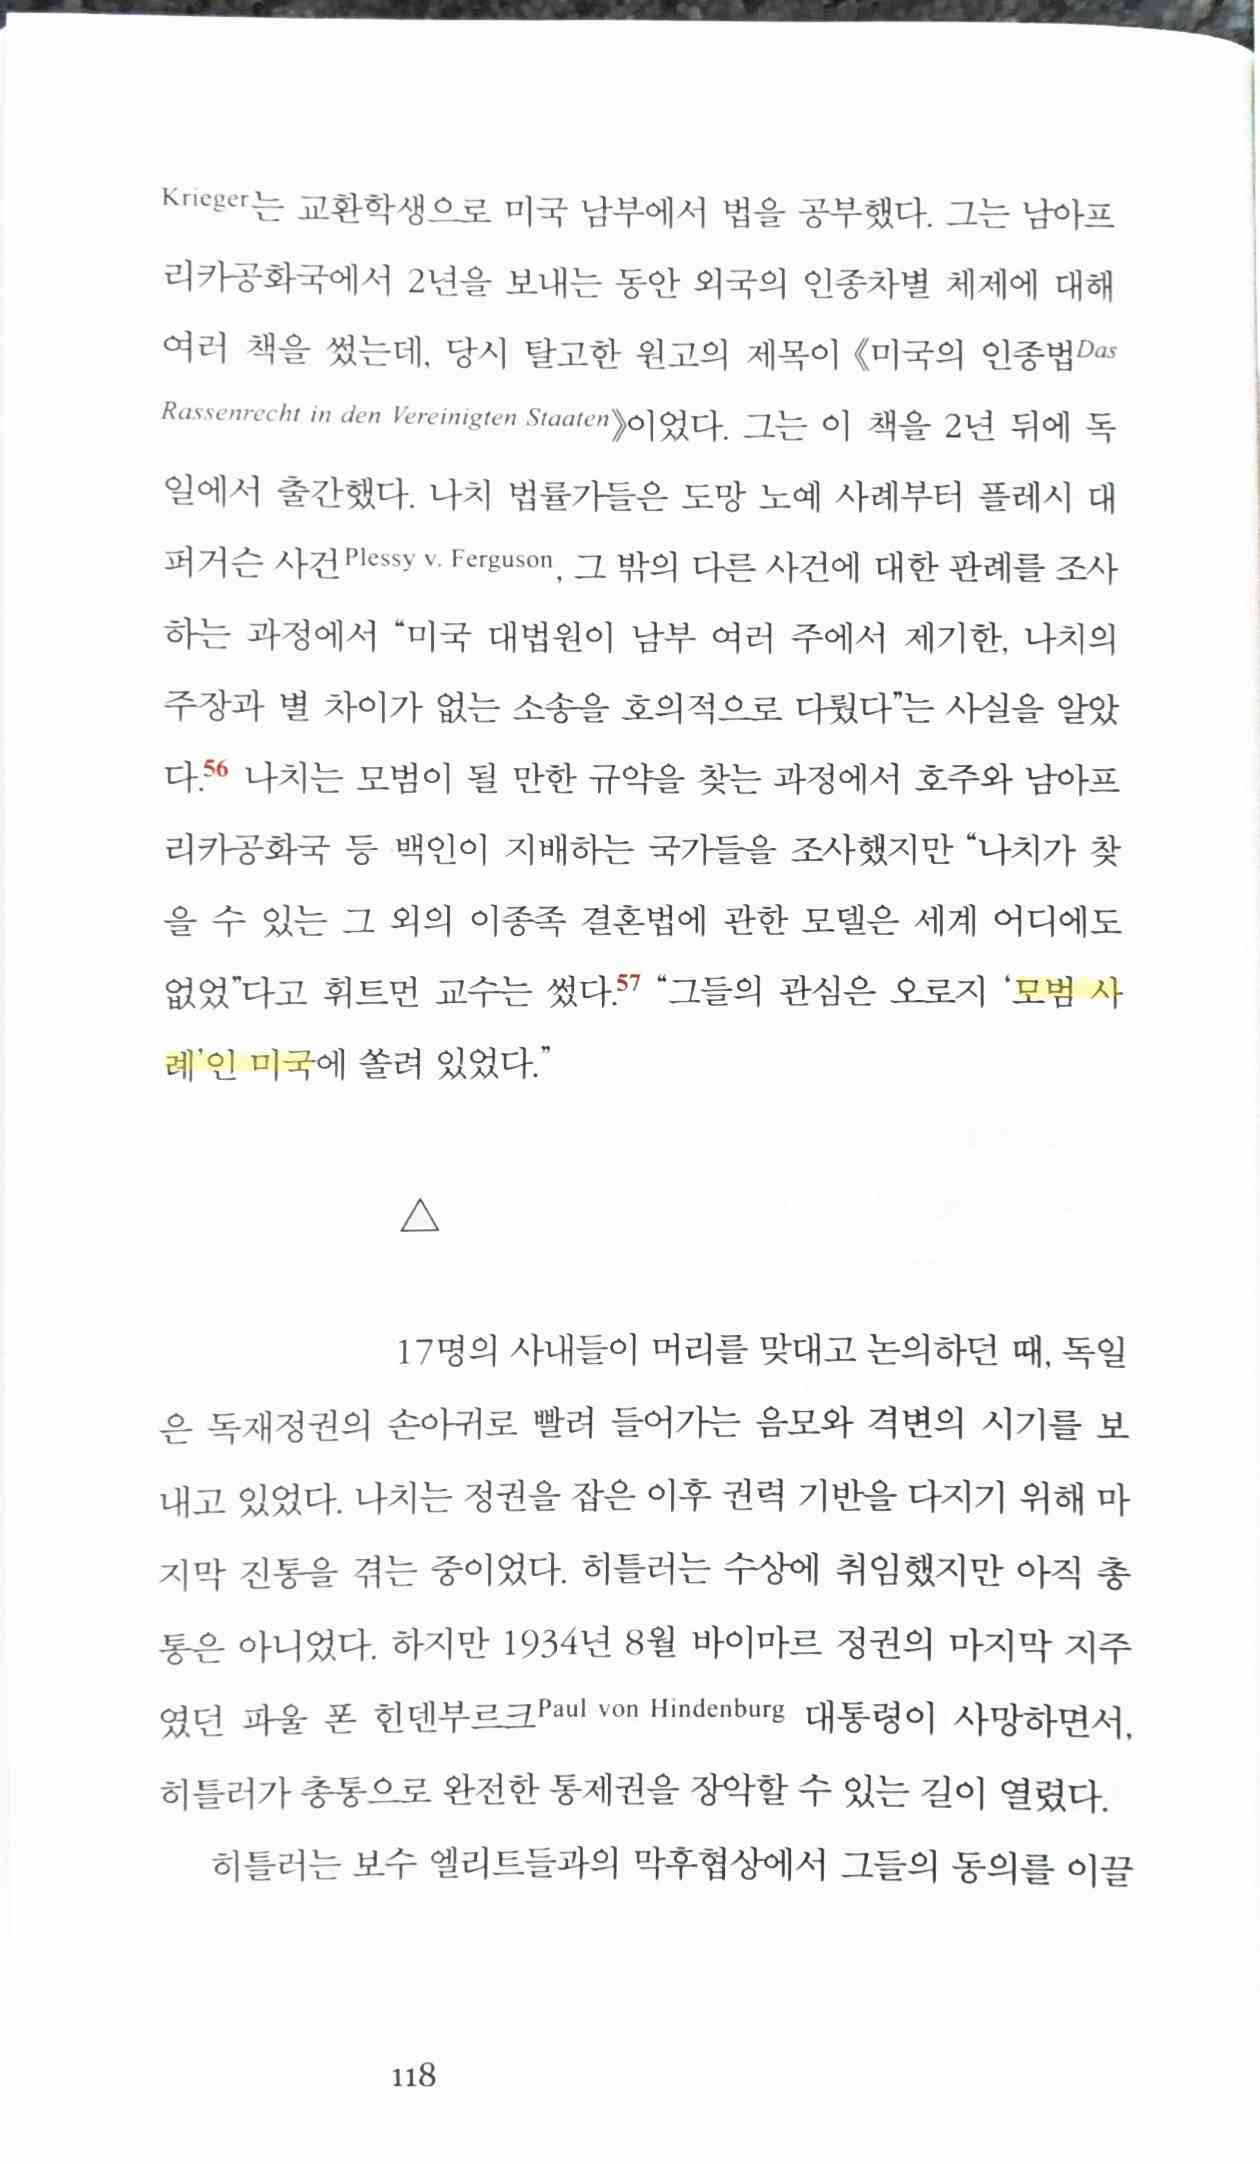 Krieger는 교환학생으로 미국 남부에서 법을 공부했다. 그는 남아프
리카공화국에서 2년을 보내는 동안 외국의 인종차별 체제에 대해
여러 책을 썼는데, 당시 탈고한 원고의 제목이 《미국의 인종법Das
Rassenrecht in den Vereinigten Staaten》이었다. 그는 이 책을 2년 뒤에 독
일에서 출간했다. 나치 법률가들은 도망 노예 사례부터 플레시 대
퍼거슨 사건Plessy v. Ferguson, 그 밖의 다른 사건에 대한 판례를 조사
하는 과정에서 “미국 대법원이 남부 여러 주에서 제기한, 나치의
주장과 별 차이가 없는 소송을 호의적으로 다뤘다”는 사실을 알았
다.56 나치는 모범이 될 만한 규약을 찾는 과정에서 호주와 남아프
리카공화국 등 백인이 지배하는 국가들을 조사했지만 “나치가 찾
을 수 있는 그 외의 이종족 결혼법에 관한 모델은 세계 어디에도
없었”다고 휘트먼 교수는 썼다.57 “그들의 관심은 오로지 ‘모범 사
례’인 미국에 쏠려 있었다.”
△
17명의 사내들이 머리를 맞대고 논의하던 때, 독일
은 독재정권의 손아귀로 빨려 들어가는 음모와 격변의 시기를 보
내고 있었다. 나치는 정권을 잡은 이후 권력 기반을 다지기 위해 마
지막 진통을 겪는 중이었다. 히틀러는 수상에 취임했지만 아직 총
통은 아니었다. 하지만 1934년 8월 바이마르 정권의 마지막 지주
였던 파울 폰 힌덴부르크Paul von Hindenburg 대통령이 사망하면서,
히틀러가 총통으로 완전한 통제권을 장악할 수 있는 길이 열렸다.
히틀러는 보수 엘리트들과의 막후협상에서 그들의 동의를 이끌
118